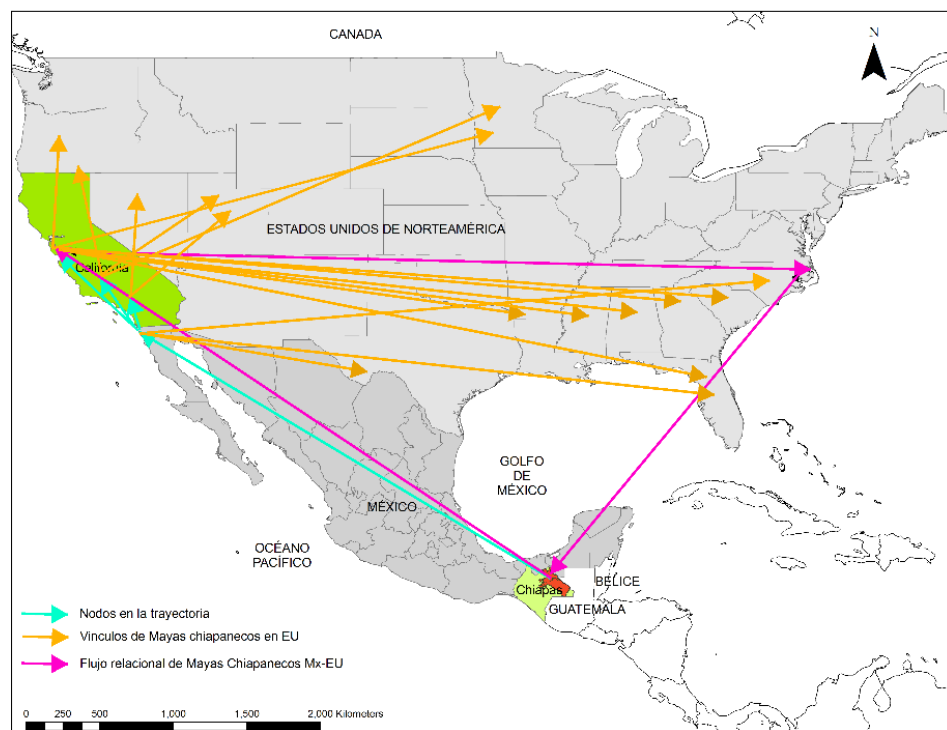 CANADA
N
ESTADOS UNIDOS DE NORTEAMÉRICA
California
GOLFO
DE
MÉXICO
MÉXICO
OCÉANO
PACÍFICO
Chiapas
BELICE
GUATEMALA
Nodos en la trayectoria
Vinculos de Mayas chiapanecos en EU
Flujo relacional de Mayas Chiapanecos Mx-EU
0 250 500 1,000 1,500 2,000 Kilometers